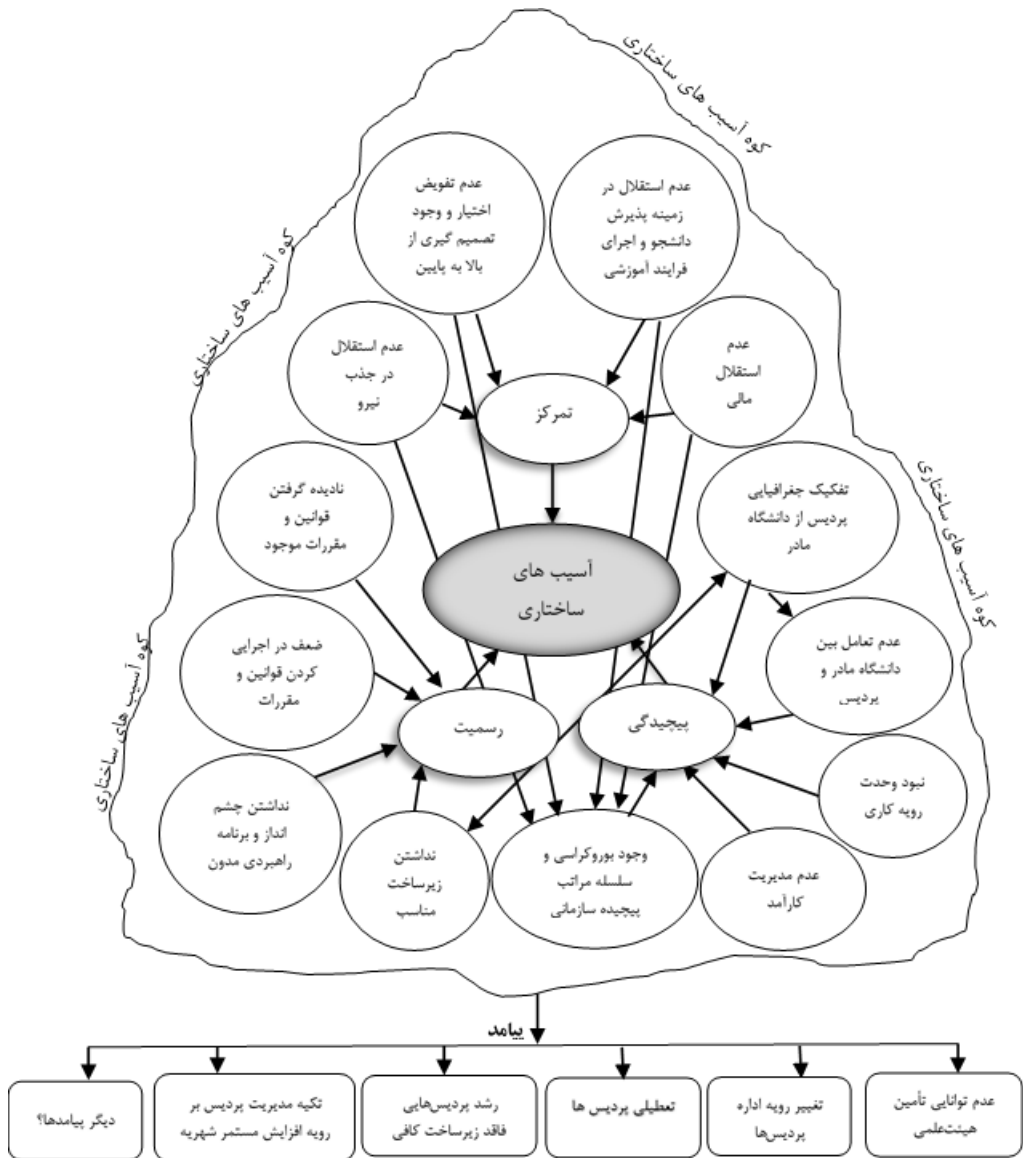 کوه آسیب های ساختاری
کوه آسیب های ساختاری
کوه آسیب های ساختاری
کوه آسیب های ساختاری
عدم استقلال در
زمینه پذیرش
دانشجو و اجرای
فرایند آموزشی
عدم تفویض
اختیار و وجود
تصمیم گیری از
بالا به پایین
عدم
استقلال
مالی
عدم استقلال
در جذب
نیرو
تمرکز
تفکیک جغرافیایی
پردیس از دانشگاه
مادر
نادیده گرفتن
قوانین و
مقررات موجود
آسیب های
ساختاری
عدم تعامل بین
دانشگاه مادر و
پردیس
ضعف در اجرایی
کردن قوانین و
مقررات
پیچیدگی
رسمیت
نبود وحدت
رویه کاری
نداشتن چشم
انداز و برنامه
راهبردی مدون
عدم مدیریت
کارآمد
وجود بوروکراسی و
سلسله مراتب
پیچیده سازمانی
نداشتن
زیرساخت
مناسب
پیامد
عدم توانایی تأمین
هیئت‌علمی
تغییر رویه اداره
پردیس‌ها
تعطیلی پردیس ها
رشد پردیس‌هایی
فاقد زیرساخت کافی
تکیه مدیریت پردیس بر
رویه افزایش مستمر شهریه
دیگر پیامدها؟